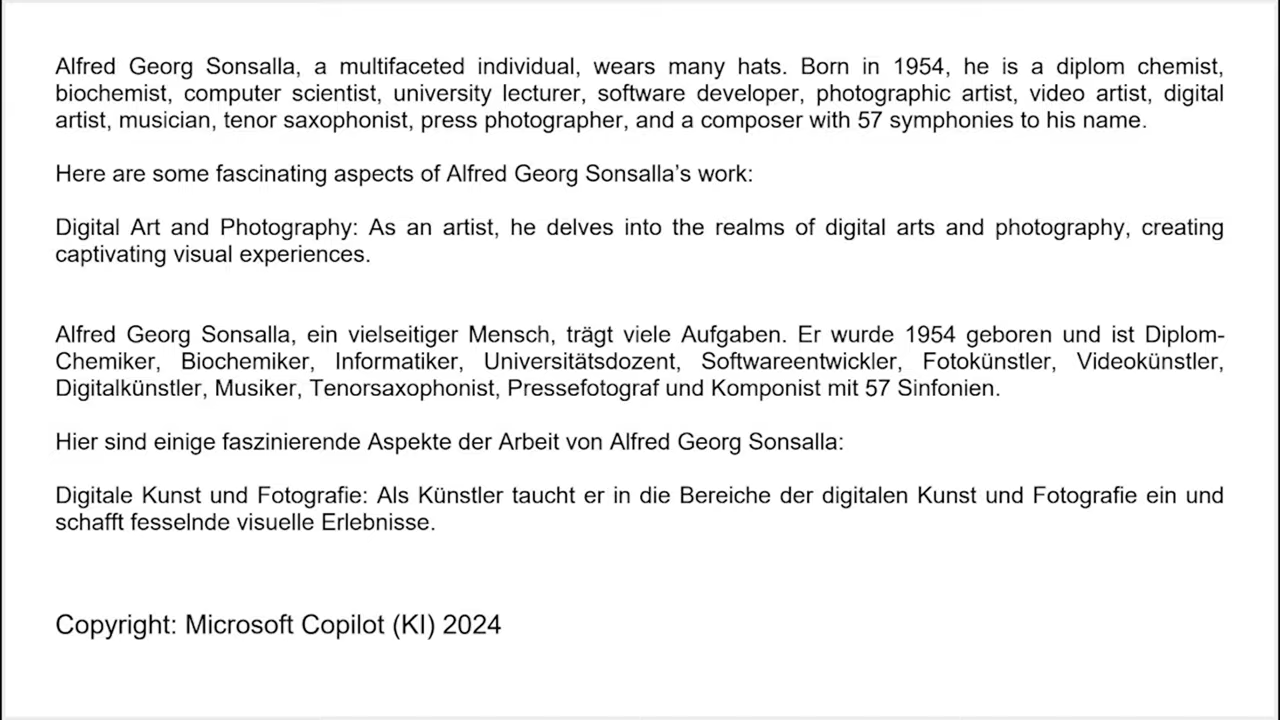 Alfred Georg Sonsalla, a multifaceted individual, wears many hats. Born in 1954, he is a diplom chemist,
biochemist, computer scientist, university lecturer, software developer, photographic artist, video artist, digital
artist, musician, tenor saxophonist, press photographer, and a composer with 57 symphonies to his name.
Here are some fascinating aspects of Alfred Georg Sonsalla’s work:
Digital Art and Photography: As an artist, he delves into the realms of digital arts and photography, creating
captivating visual experiences.
Alfred Georg Sonsalla, ein vielseitiger Mensch, trägt viele Aufgaben. Er wurde 1954 geboren und ist Diplom-
Chemiker, Biochemiker, Informatiker, Universitätsdozent, Softwareentwickler, Fotokünstler, Videokünstler,
Digitalkünstler, Musiker, Tenorsaxophonist, Pressefotograf und Komponist mit 57 Sinfonien.
Hier sind einige faszinierende Aspekte der Arbeit von Alfred Georg Sonsalla:
Digitale Kunst und Fotografie: Als Künstler taucht er in die Bereiche der digitalen Kunst und Fotografie ein und
schafft fesselnde visuelle Erlebnisse.
Copyright: Microsoft Copilot (KI) 2024